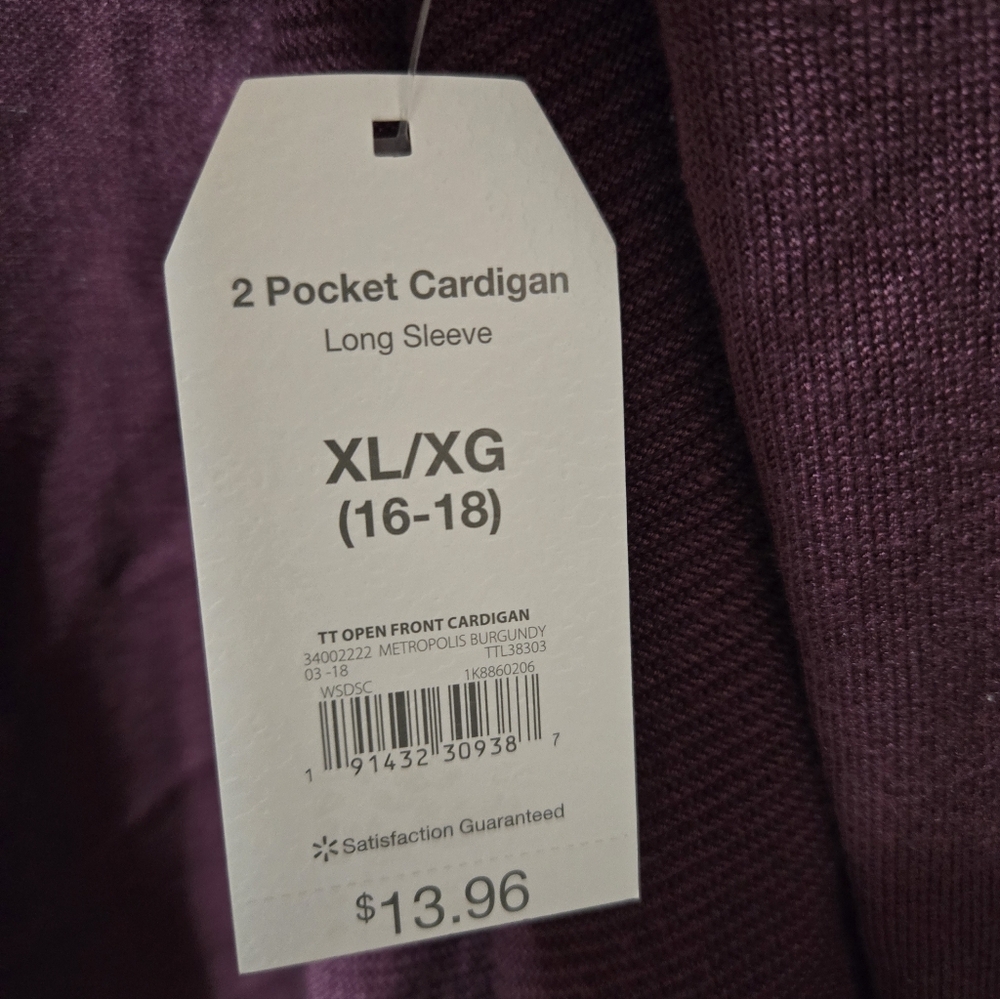 2 Pocket Cardigan
Long Sleeve
XL/XG
(16-18)
TT OPEN FRONT CARDIGAN
34002222 METROPOLIS BURGUNDY
03 -18 TTL38303
WSDSC 1K8860206
1 91432 30938 7
Satisfaction Guaranteed
$13.96